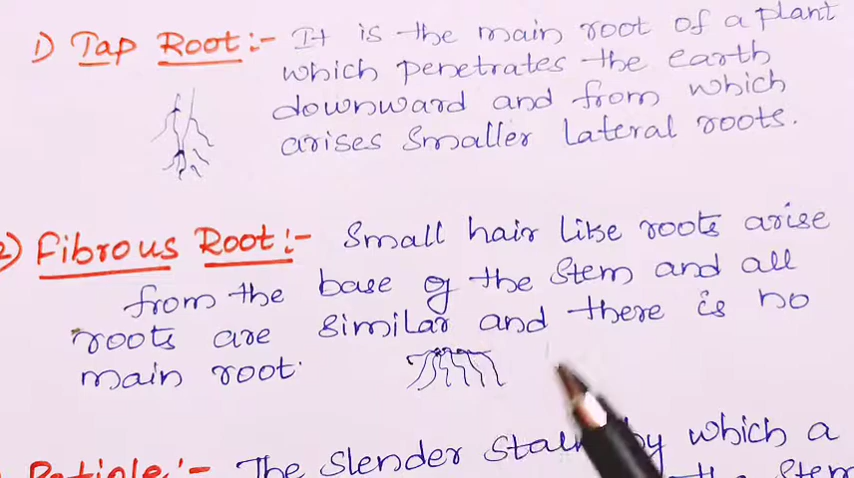 1) Tap Root:- It is the main root of a plant
which penetrates the earth
downward and from which
arises smaller lateral roots.
2) Fibrous Root:- Small hair like roots arise
from the base of the stem and all
roots are similar and there is no
main root.
Petiole:- The slender stalk by which a
the stem